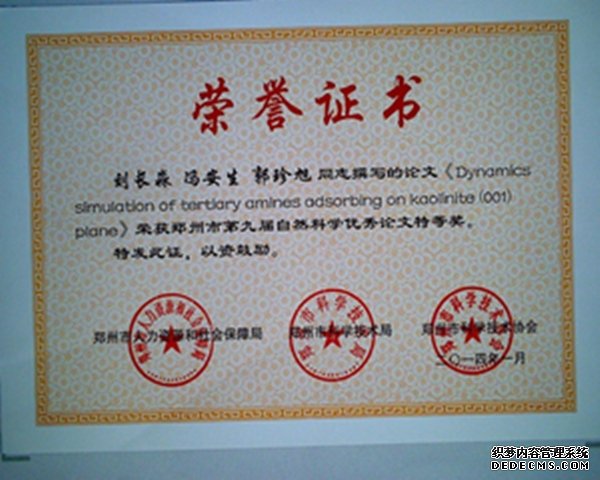 荣誉证书
刘长淼 冯安生 郭珍旭 同志撰写的论文《Dynamics
simulation of tertiary amines adsorbing on kaolinite (001)
plane》荣获郑州市第九届自然科学优秀论文特等奖。
特发此证，以资鼓励。
郑州市人力资源和社会保障局 郑州市科学技术局 郑州市科学技术协会
二〇一四年一月
织梦内容管理系统
DEDECMS.COM